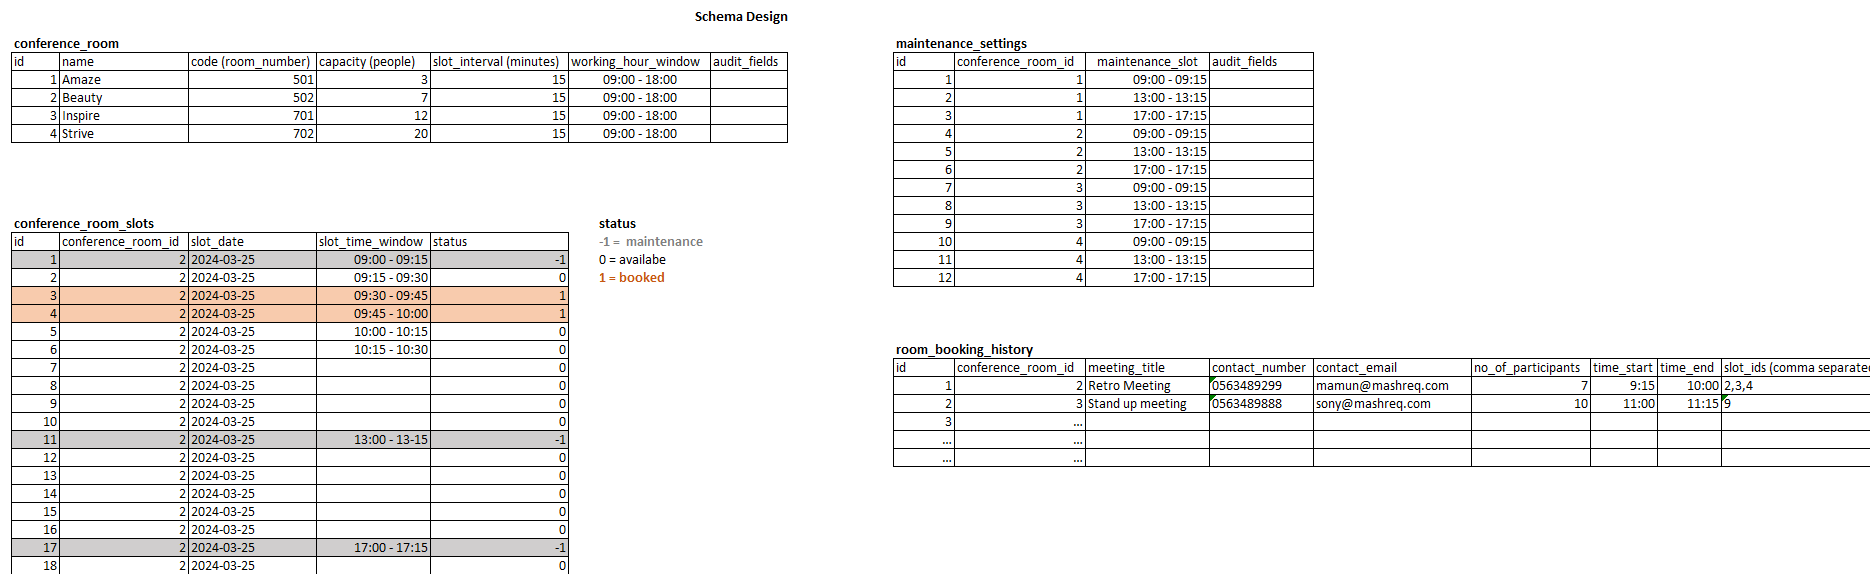 Schema Design
conference_room
id name code (room_number) capacity (people) slot_interval (minutes) working_hour_window audit_fields
1 Amaze 501 3 15 09:00 - 18:00
2 Beauty 502 7 15 09:00 - 18:00
3 Inspire 701 12 15 09:00 - 18:00
4 Strive 702 20 15 09:00 - 18:00
maintenance_settings
id conference_room_id maintenance_slot audit_fields
1 1 09:00 - 09:15
2 1 13:00 - 13:15
3 1 17:00 - 17:15
4 2 09:00 - 09:15
5 2 13:00 - 13:15
6 2 17:00 - 17:15
7 3 09:00 - 09:15
8 3 13:00 - 13:15
9 3 17:00 - 17:15
10 4 09:00 - 09:15
11 4 13:00 - 13:15
12 4 17:00 - 17:15
conference_room_slots
id conference_room_id slot_date slot_time_window status
1 2 2024-03-25 09:00 - 09:15 -1
2 2 2024-03-25 09:15 - 09:30 0
3 2 2024-03-25 09:30 - 09:45 1
4 2 2024-03-25 09:45 - 10:00 1
5 2 2024-03-25 10:00 - 10:15 0
6 2 2024-03-25 10:15 - 10:30 0
7 2 2024-03-25 0
8 2 2024-03-25 0
9 2 2024-03-25 0
10 2 2024-03-25 0
11 2 2024-03-25 13:00 - 13-15 -1
12 2 2024-03-25 0
13 2 2024-03-25 0
14 2 2024-03-25 0
15 2 2024-03-25 0
16 2 2024-03-25 0
17 2 2024-03-25 17:00 - 17:15 -1
18 2 2024-03-25 0
status
-1 = maintenance
0 = availabe
1 = booked
room_booking_history
id conference_room_id meeting_title contact_number contact_email no_of_participants time_start time_end slot_ids (comma separated
1 2 Retro Meeting 0563489299 mamun@mashreq.com 7 9:15 10:00 2,3,4
2 3 Stand up meeting 0563489888 sony@mashreq.com 10 11:00 11:15 9
3 ...
... ...
... ...